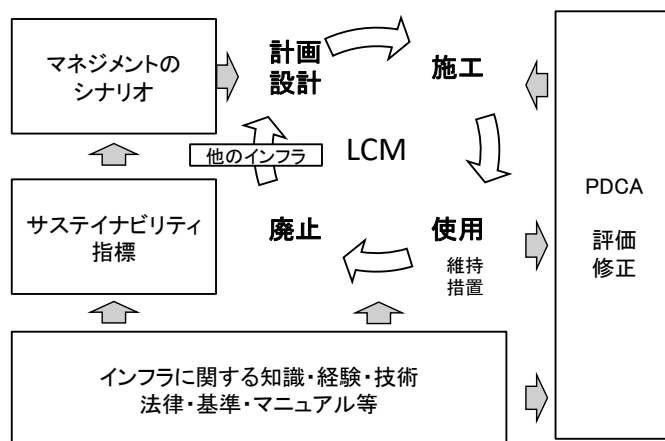 マネジメントの
シナリオ
計画
設計
施工
他のインフラ
LCM
サステイナビリティ
指標
廃止
使用
維持
措置
PDCA
評価
修正
インフラに関する知識・経験・技術
法律・基準・マニュアル等